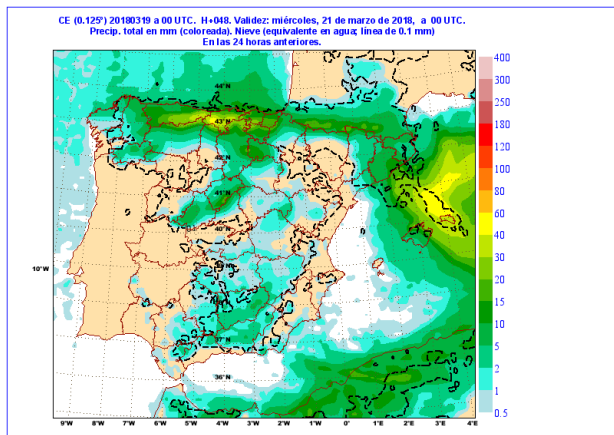 CE (0.125º) 20180319 a 00 UTC. H+048. Validez: miércoles, 21 de marzo de 2018, a 00 UTC.
Precip. total en mm (coloreada). Nieve (equivalente en agua; línea de 0.1 mm)
En las 24 horas anteriores.
400
300
250
180
120
100
80
60
50
40
30
20
15
10
5
2
1
0.5
44°N
43°N
42°N
41°N
40°N
37°N
36°N
10°W
9°W 8°W 7°W 6°W 5°W 4°W 3°W 2°W 1°W 0° 1°E 2°E 3°E 4°E